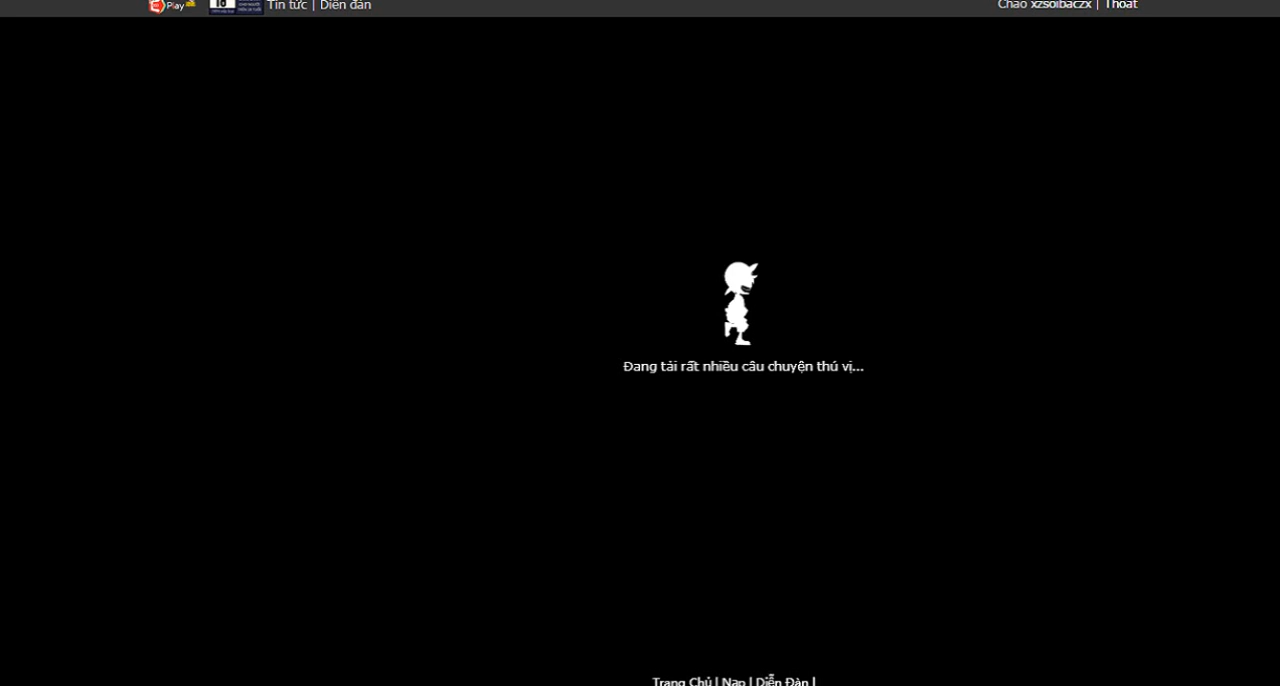 Play
Tin tức | Diễn đàn
Chào xzsoibaczx | Thoát
Đang tải rất nhiều câu chuyện thú vị...
Trang Chủ | Nạp | Diễn Đàn |